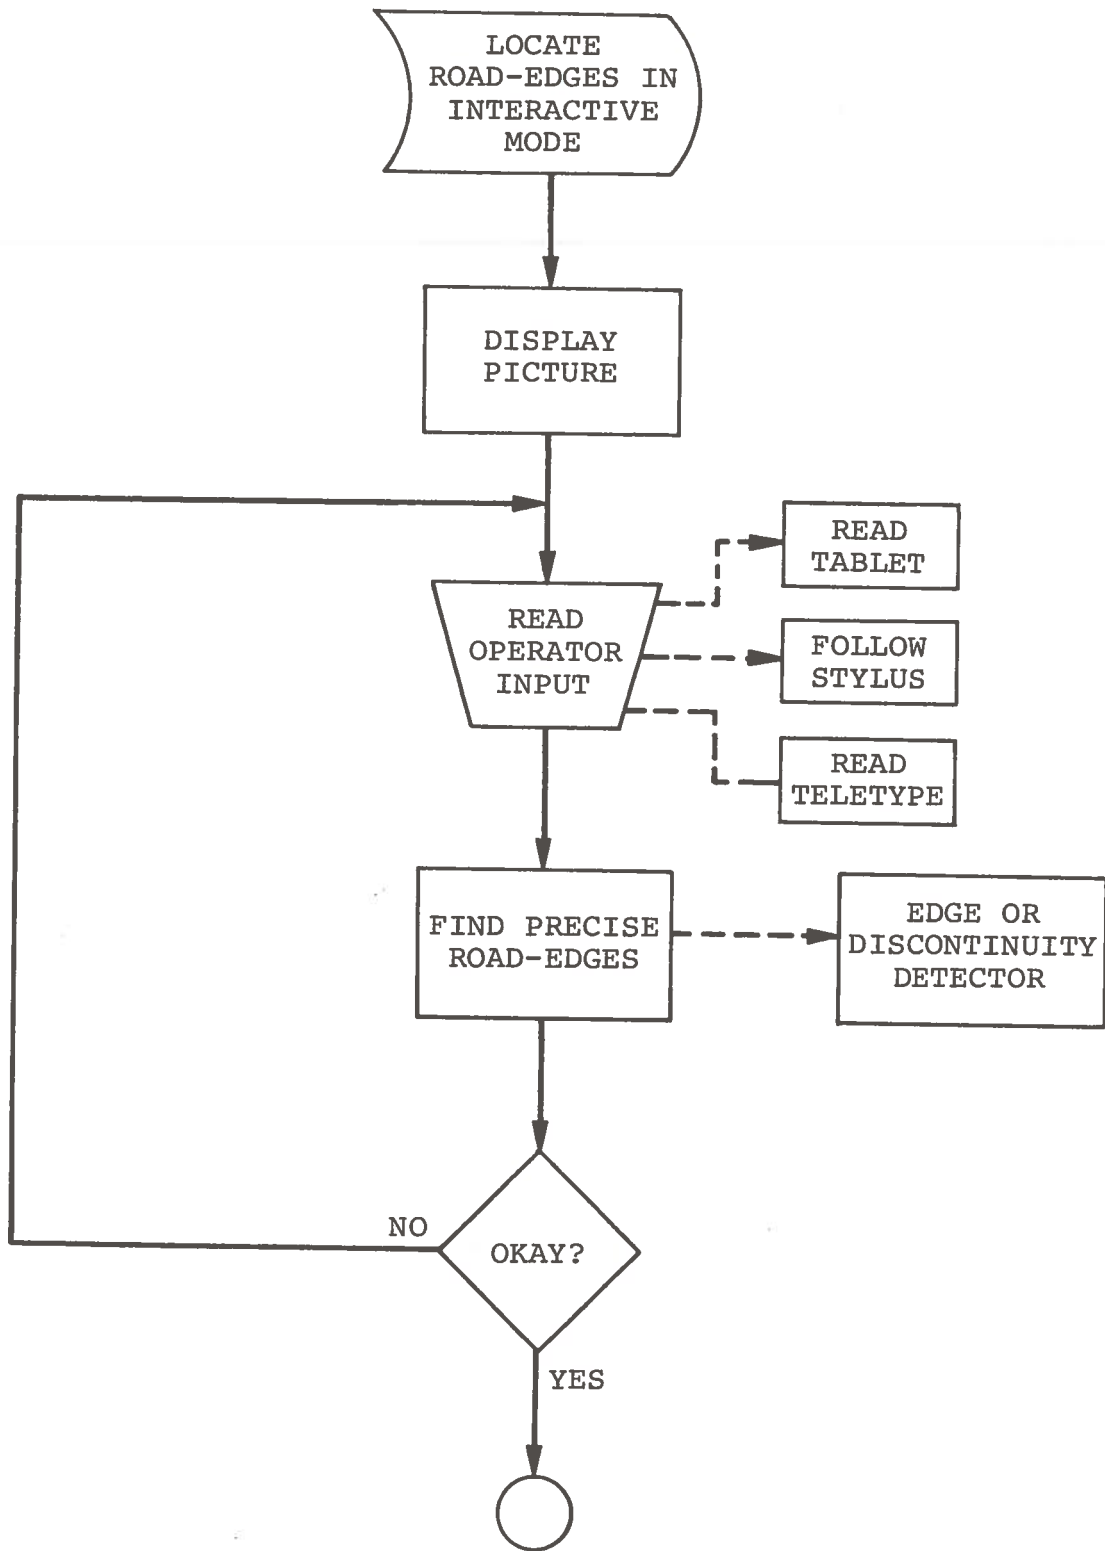 LOCATE
ROAD-EDGES IN
INTERACTIVE
MODE
DISPLAY
PICTURE
READ
OPERATOR
INPUT
READ
TABLET
FOLLOW
STYLUS
READ
TELETYPE
FIND PRECISE
ROAD-EDGES
EDGE OR
DISCONTINUITY
DETECTOR
NO
OKAY?
YES